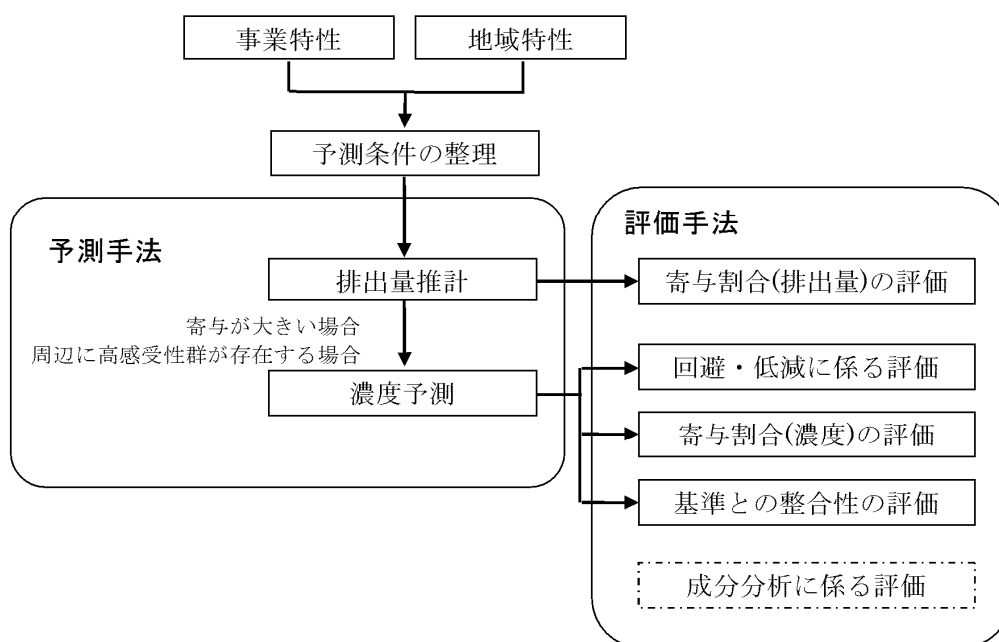 事業特性
地域特性
予測条件の整理
予測手法
排出量推計
寄与が大きい場合
周辺に高感受性群が存在する場合
濃度予測
評価手法
寄与割合(排出量)の評価
回避・低減に係る評価
寄与割合(濃度)の評価
基準との整合性の評価
成分分析に係る評価